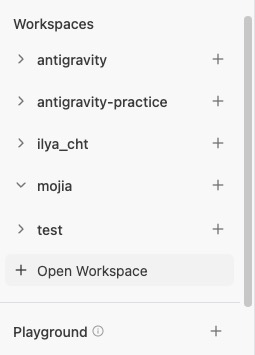 Workspaces
antigravity
antigravity-practice
ilya_cht
mojia
test
Open Workspace
Playground